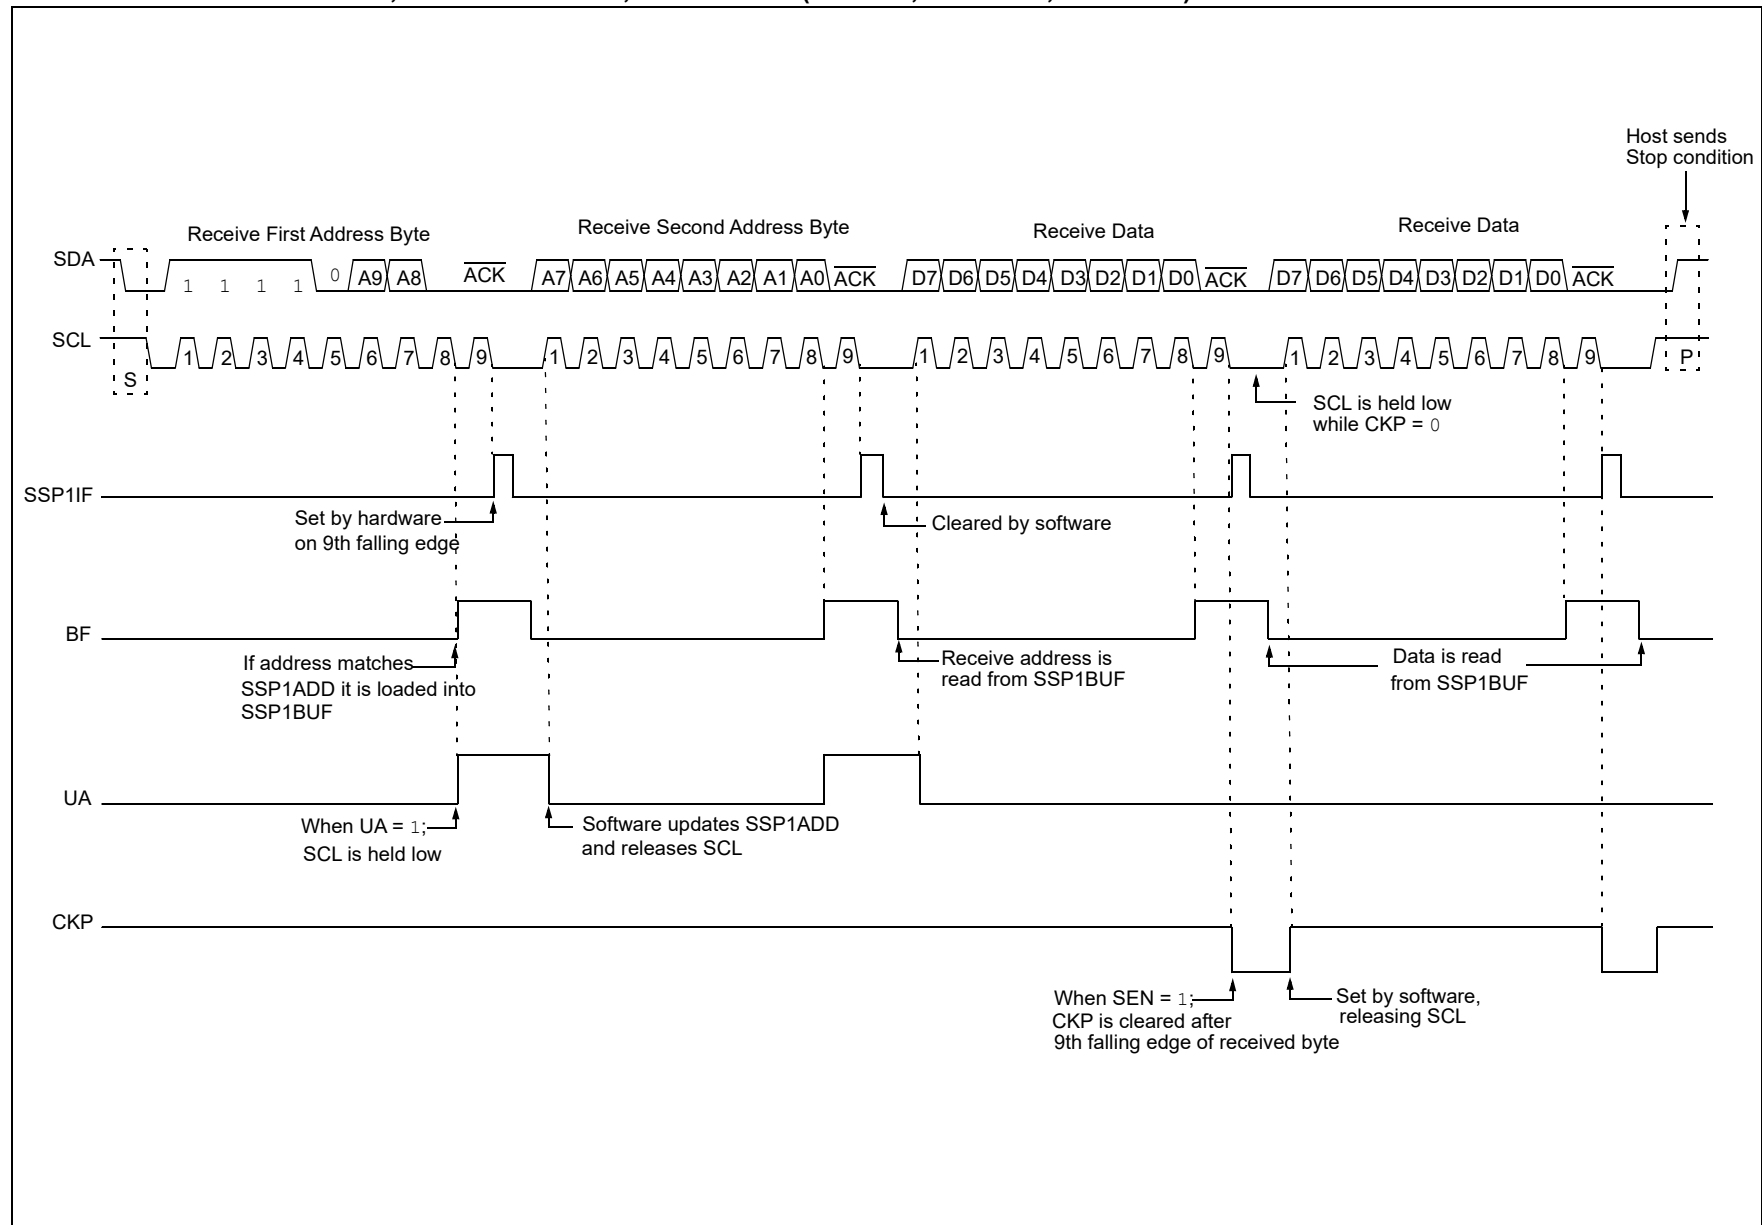 Host sends
Stop condition
Receive First Address Byte
Receive Second Address Byte
Receive Data
Receive Data
SDA
1 1 1 1 0 A9 A8 ACK A7 A6 A5 A4 A3 A2 A1 A0 ACK D7 D6 D5 D4 D3 D2 D1 D0 ACK D7 D6 D5 D4 D3 D2 D1 D0 ACK
SCL
S
1 2 3 4 5 6 7 8 9 1 2 3 4 5 6 7 8 9 1 2 3 4 5 6 7 8 9 1 2 3 4 5 6 7 8 9
P
SCL is held low
while CKP = 0
SSP1IF
Set by hardware
on 9th falling edge
Cleared by software
BF
If address matches
SSP1ADD it is loaded into
SSP1BUF
Receive address is
read from SSP1BUF
Data is read
from SSP1BUF
UA
When UA = 1;
SCL is held low
Software updates SSP1ADD
and releases SCL
CKP
When SEN = 1;
CKP is cleared after
9th falling edge of received byte
Set by software,
releasing SCL